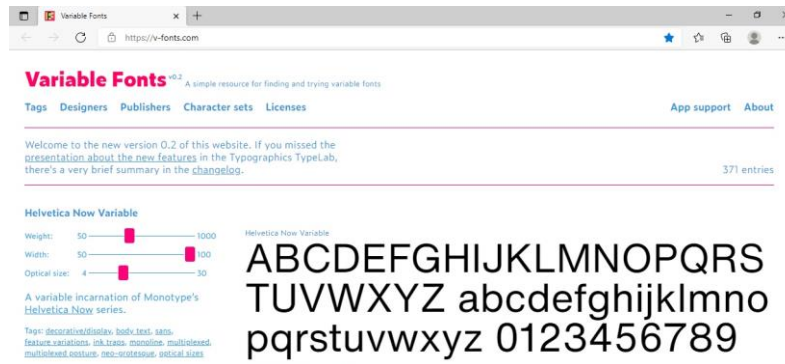 Variable Fonts
https://v-fonts.com
Variable Fonts v0.2 A simple resource for finding and trying variable fonts
Tags Designers Publishers Character sets Licenses App support About
Welcome to the new version 0.2 of this website. If you missed the
presentation about the new features in the Typographics TypeLab,
there's a very brief summary in the changelog.
371 entries
Helvetica Now Variable
Weight: 50 1000
Width: 50 100
Optical size: 4 30
A variable incarnation of Monotype's
Helvetica Now series.
Tags: decorative/display, body text, sans,
feature variations, ink traps, monoline, multiplexed,
multiplexed posture, neo-grotesque, optical sizes
Helvetica Now Variable
ABCDEFGHIJKLMNOPQRS
TUVWXYZ abcdefghijklmno
pqrstuvwxyz 0123456789